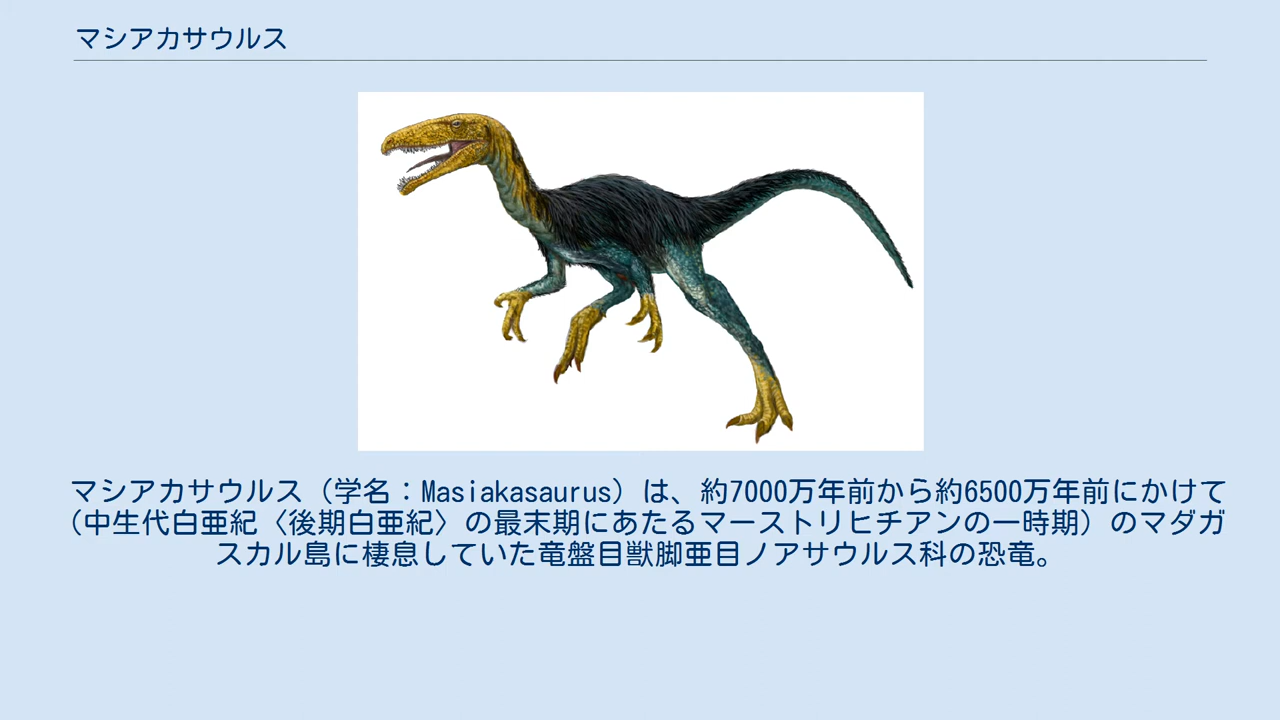 マシアカサウルス
マシアカサウルス（学名：Masiakasaurus）は、約7000万年前から約6500万年前にかけて
(中生代白亜紀〈後期白亜紀〉の最末期にあたるマーストリヒチアンの一時期）のマダガ
スカル島に棲息していた竜盤目獣脚亜目ノアサウルス科の恐竜。